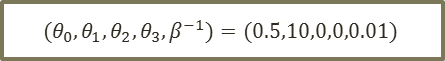 (θ₀, θ₁, θ₂, θ₃, β⁻¹) = (0.5,10,0,0,0.01)